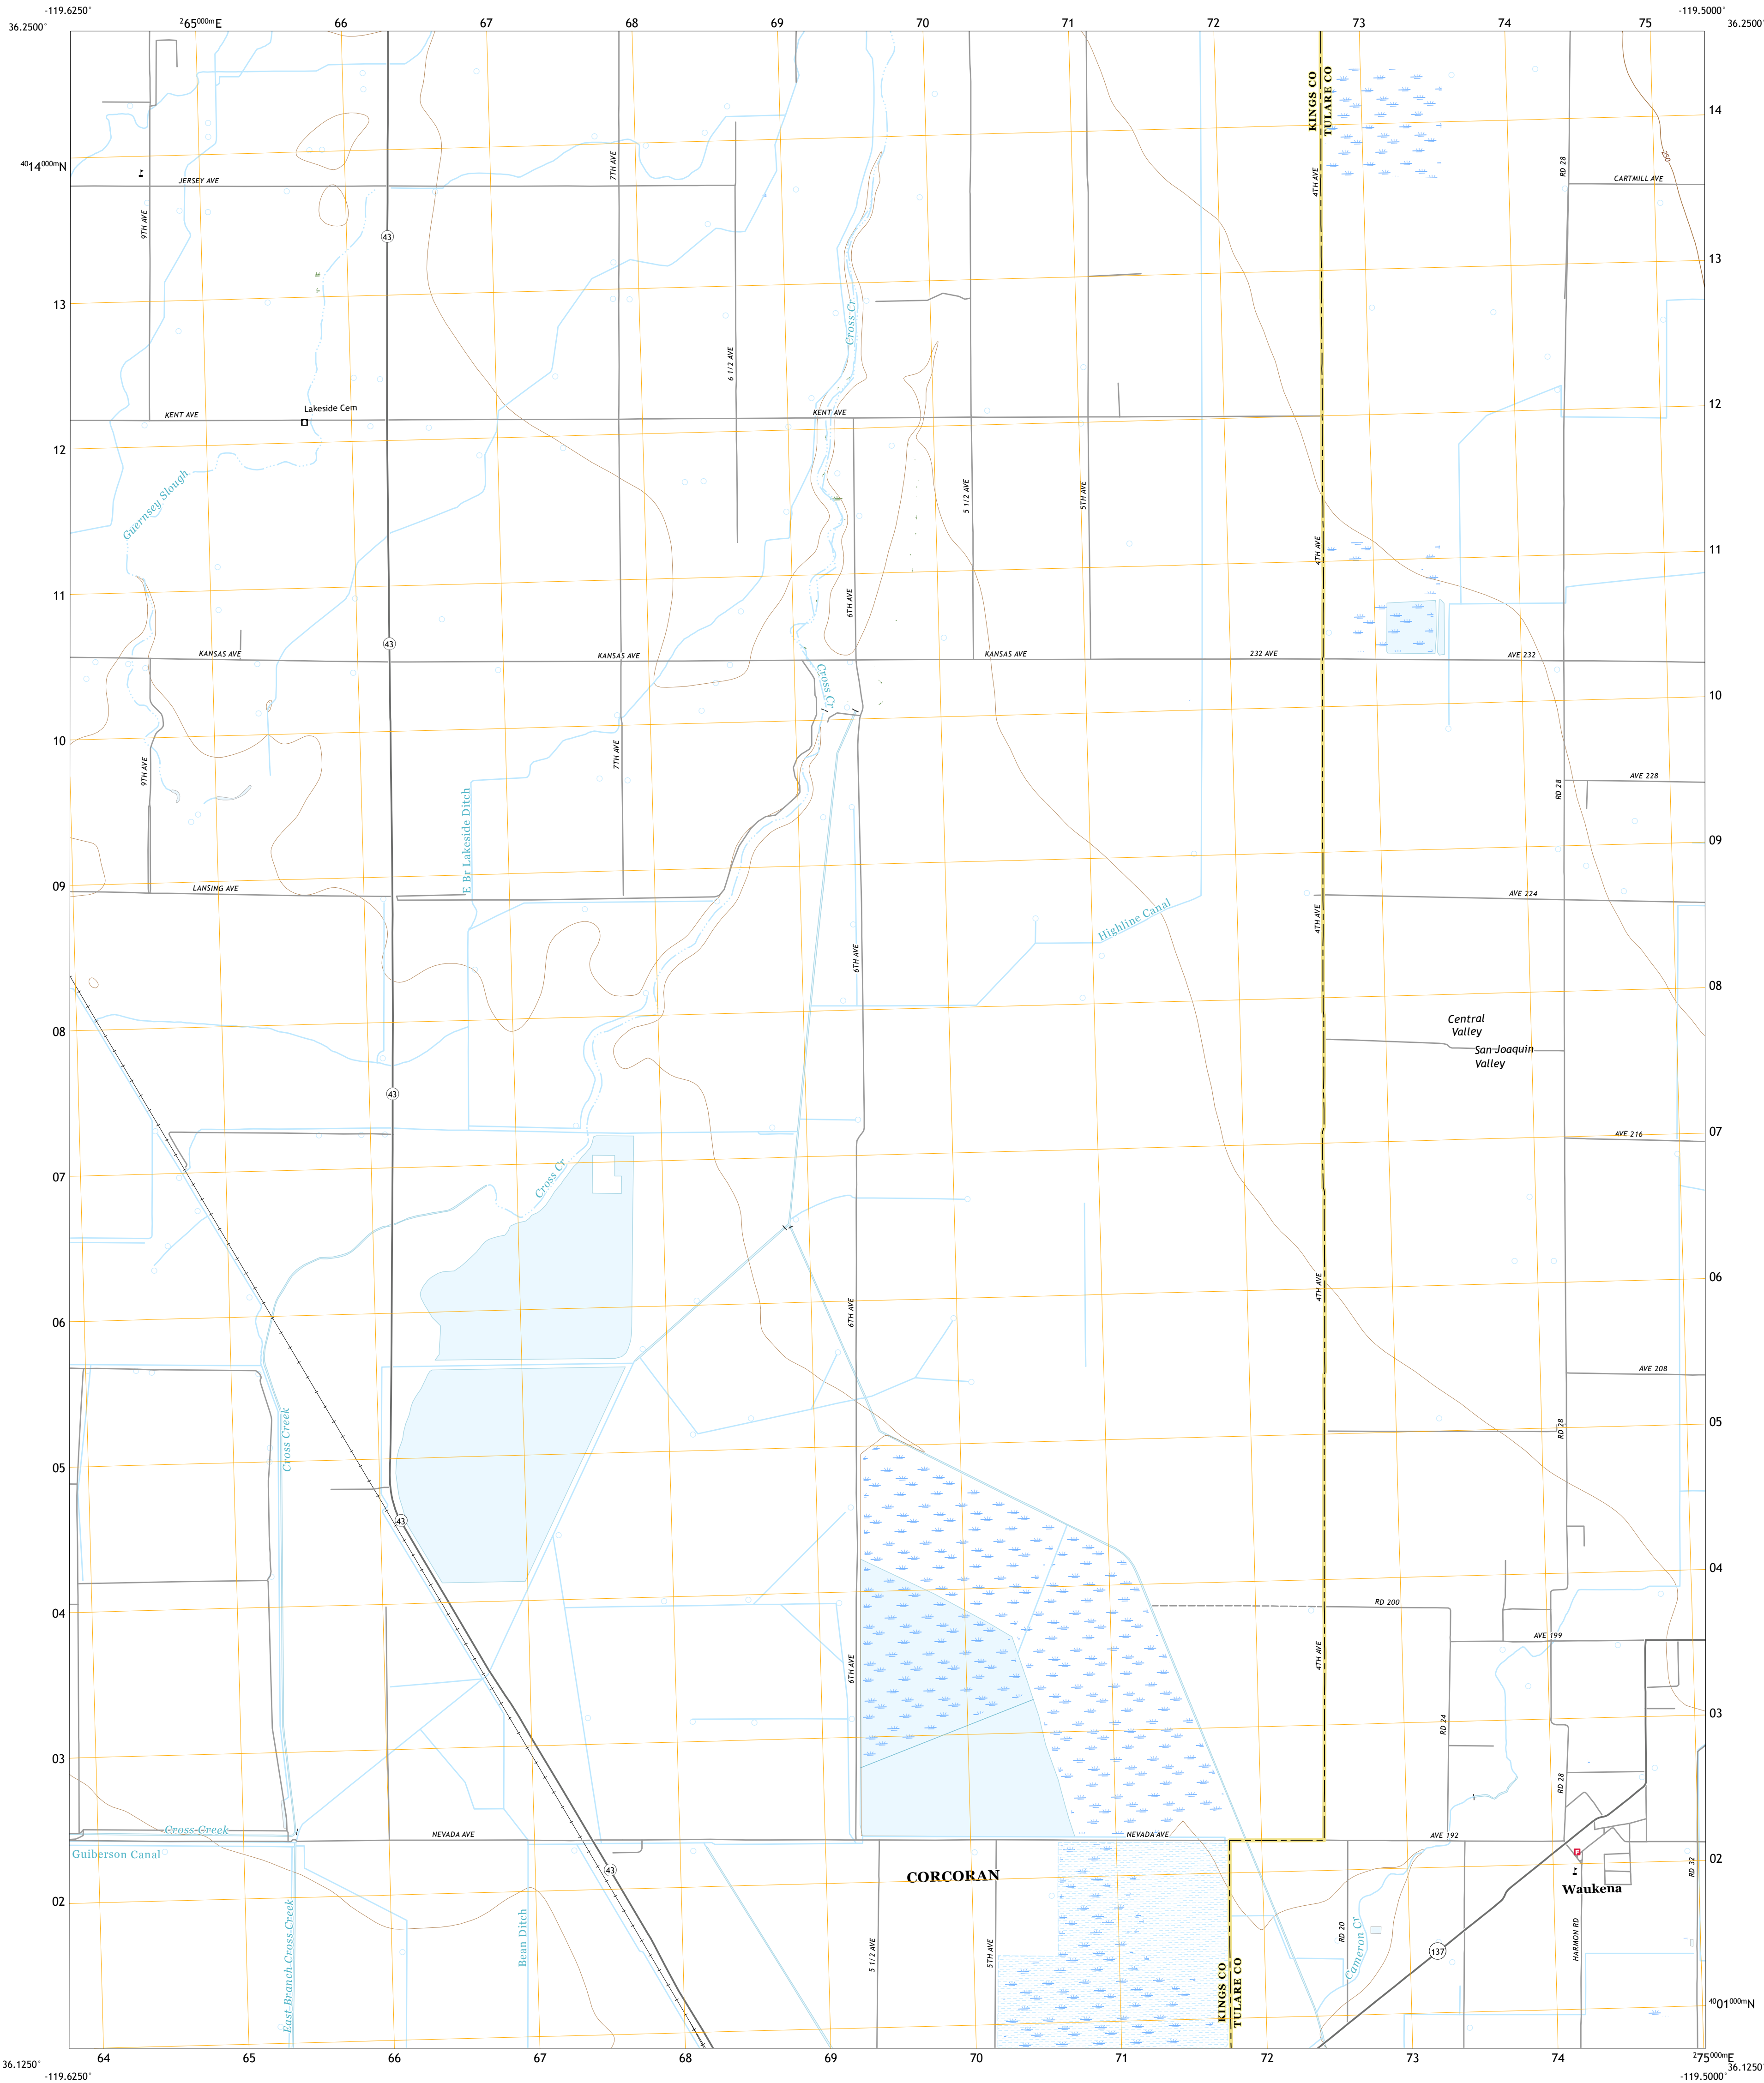 -119.6250°
-119.5000°
36.2500°
²65⁰⁰⁰ᵐE
66
67
68
69
70
71
72
73
74
75
36.2500°
KINGS CO
TULARE CO
14
⁴⁰14⁰⁰⁰ᵐN
250
7TH AVE
4TH AVE
RD 28
JERSEY AVE
CARTMILL AVE
9TH AVE
43
13
13
Cross Cr
6 1/2 AVE
12
Lakeside Cem
KENT AVE
KENT AVE
12
Guernsey Slough
5 1/2 AVE
5TH AVE
4TH AVE
11
11
6TH AVE
43
KANSAS AVE
KANSAS AVE
KANSAS AVE
232 AVE
AVE 232
Cross Cr
10
10
9TH AVE
7TH AVE
RD 28
AVE 228
E Br Lakeside Ditch
09
09
LANSING AVE
AVE 224
Highline Canal
4TH AVE
6TH AVE
08
08
Central
Valley
San Joaquin
Valley
43
07
AVE 216
07
Cross Cr
06
4TH AVE
06
6TH AVE
AVE 208
Cross Creek
05
RD 28
05
43
04
04
RD 200
AVE 199
6TH AVE
4TH AVE
03
RD 24
03
RD 28
Cross Creek
NEVADA AVE
NEVADA AVE
AVE 192
Guiberson Canal
02
43
CORCORAN
RD 32
Waukena
02
East Branch Cross Creek
Bean Ditch
5 1/2 AVE
5TH AVE
KINGS CO
TULARE CO
RD 20
Cameron Cr
137
HARMON RD
⁴⁰01⁰⁰⁰ᵐN
64
65
66
67
68
69
70
71
72
73
74
²75⁰⁰⁰ᵐE
36.1250°
36.1250°
-119.6250°
-119.5000°